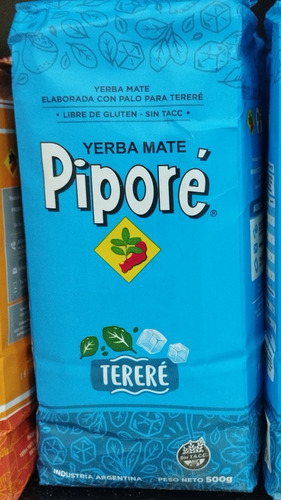 YERBA MATE
ELABORADA CON PALO PARA TERERÉ
• LIBRE DE GLUTEN - SIN TACC •
YERBA MATE
Piporé®
TERERÉ
SIN T.A.C.C.
INDUSTRIA ARGENTINA
PESO NETO 500g